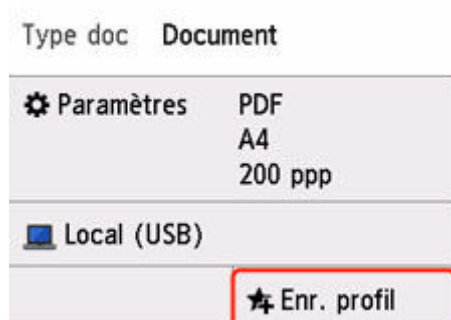 Type doc Document
Paramètres PDF
A4
200 ppp
Local (USB)
Enr. profil